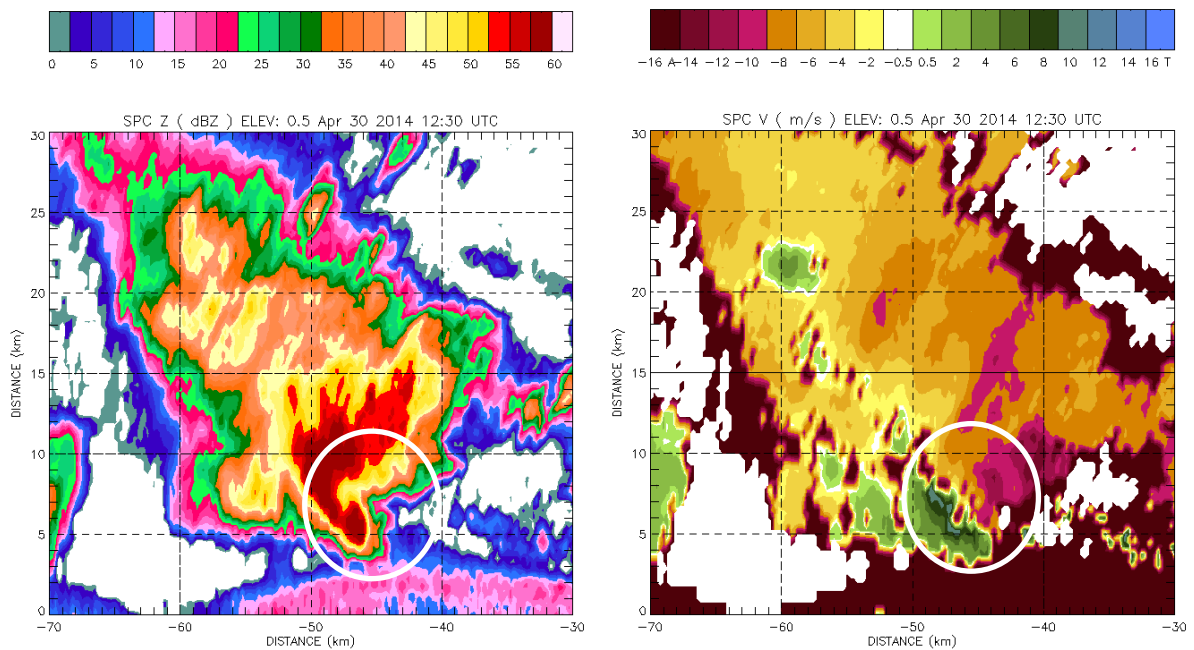 0 5 10 15 20 25 30 35 40 45 50 55 60
−16 A−14 −12 −10 −8 −6 −4 −2 −0.5 0.5 2 4 6 8 10 12 14 16 T
SPC Z ( dBZ ) ELEV: 0.5 Apr 30 2014 12:30 UTC
SPC V ( m/s ) ELEV: 0.5 Apr 30 2014 12:30 UTC
DISTANCE (km)
30
25
20
15
10
5
0
−70 −60 −50 −40 −30
DISTANCE (km)
DISTANCE (km)
30
25
20
15
10
5
0
−70 −60 −50 −40 −30
DISTANCE (km)